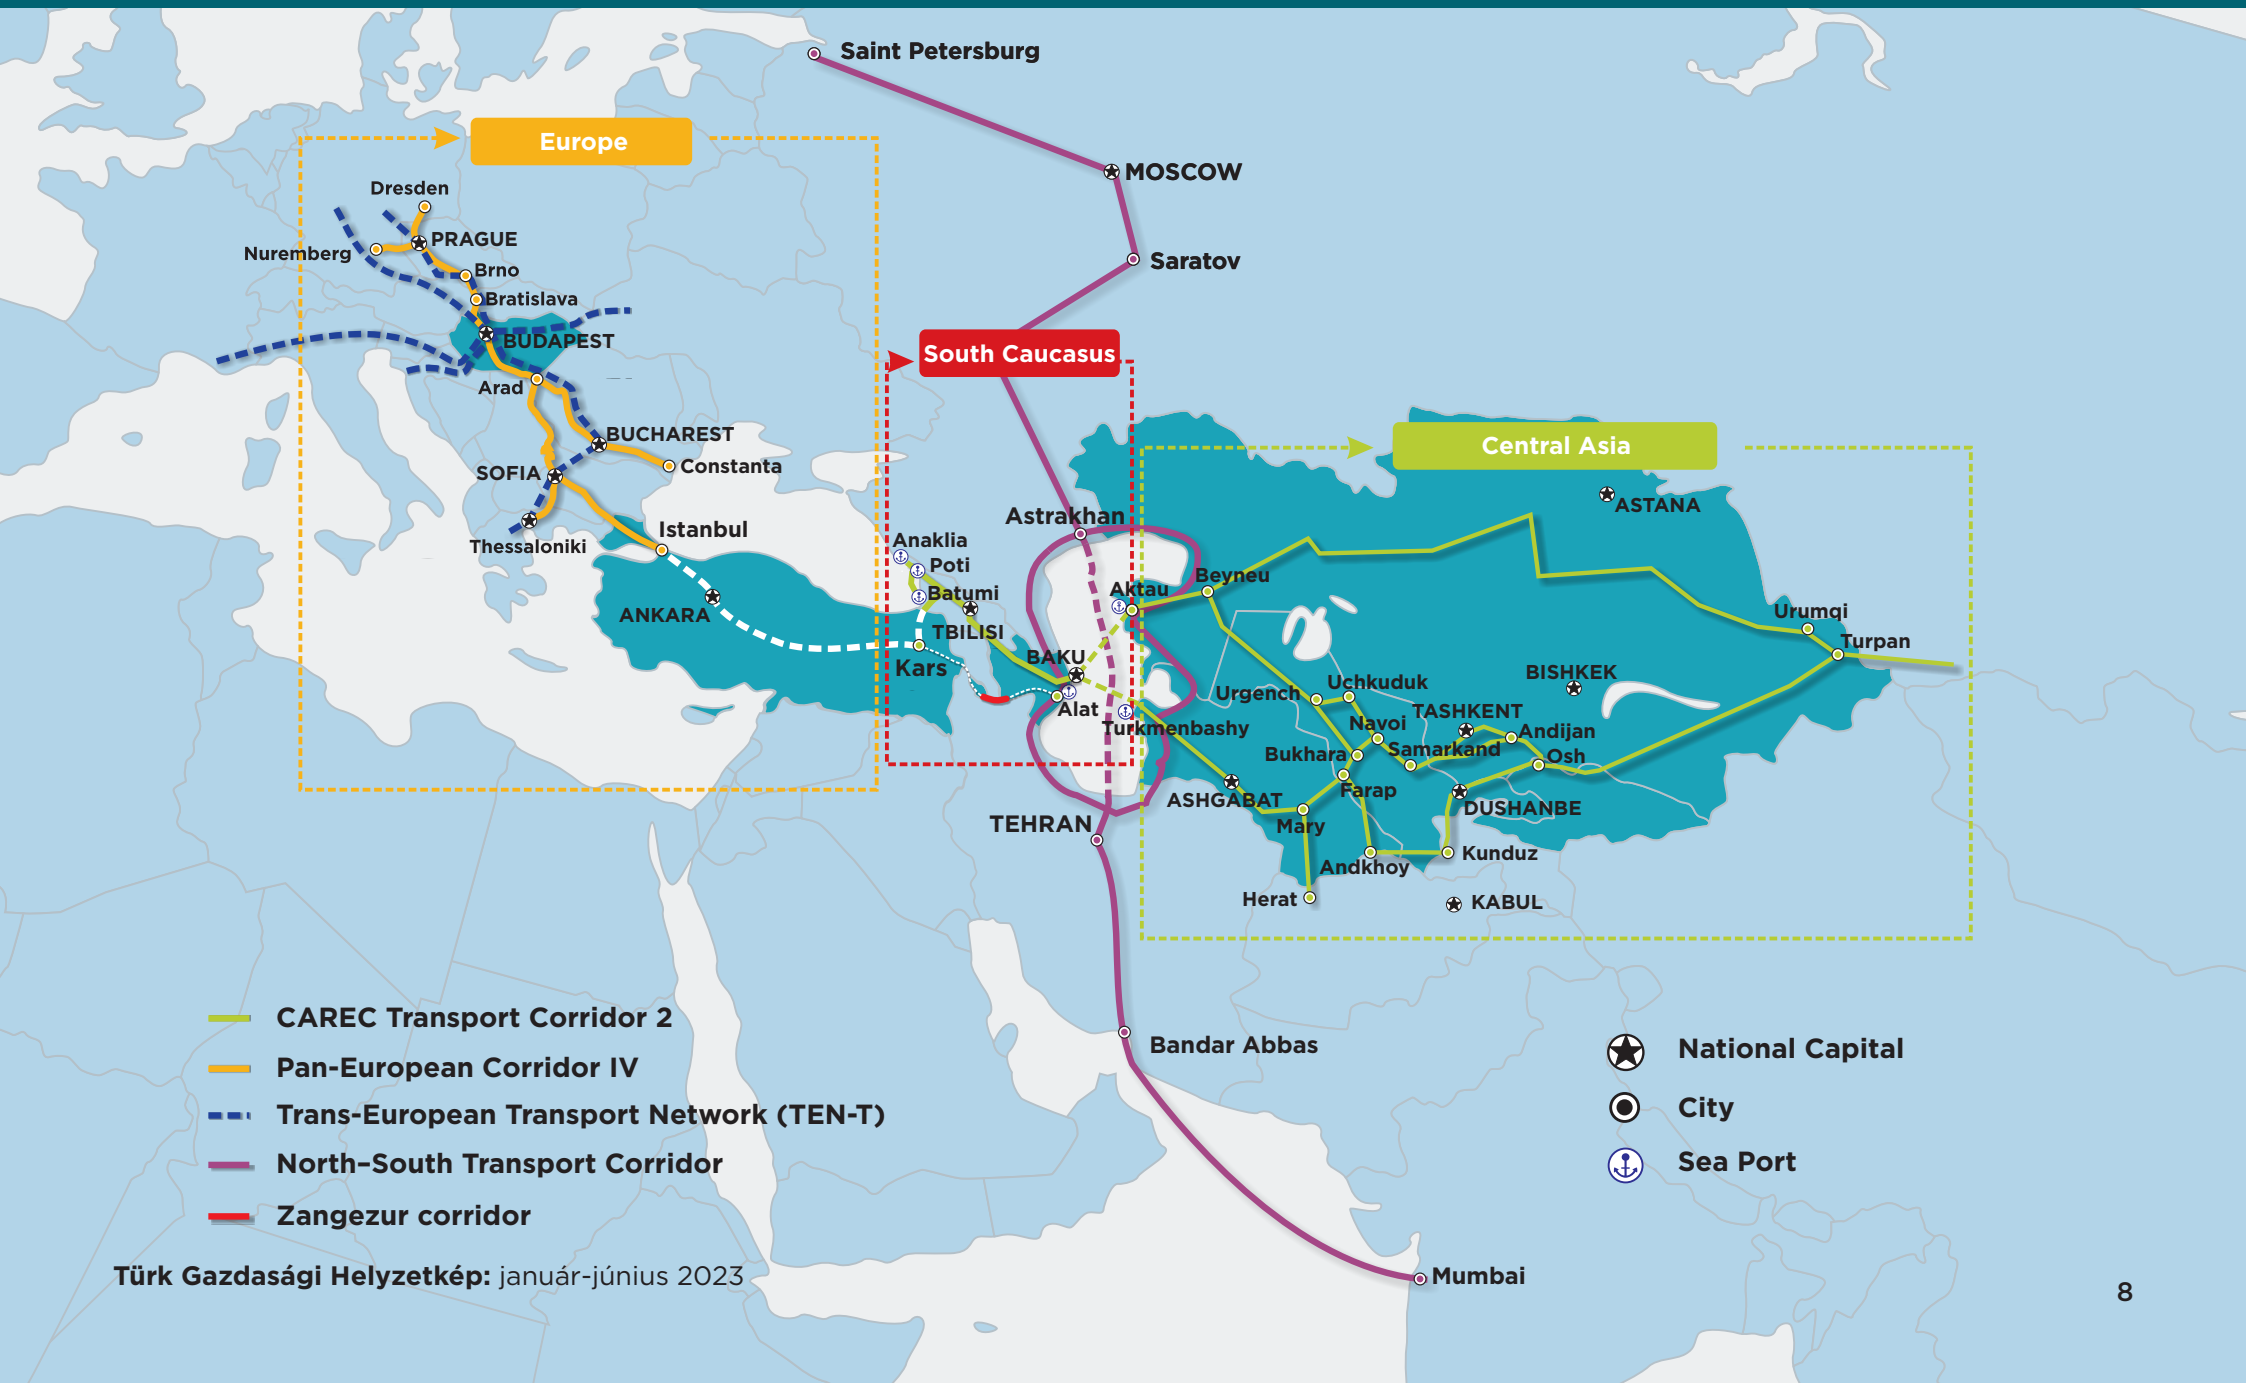 Saint Petersburg
MOSCOW
Saratov
Europe
Dresden
PRAGUE
Nuremberg
Brno
Bratislava
BUDAPEST
Arad
BUCHAREST
Constanta
SOFIA
Thessaloniki
Istanbul
ANKARA
South Caucasus
Astrakhan
Anaklia
Poti
Batumi
TBILISI
Kars
BAKU
Alat
Central Asia
ASTANA
Beyneu
Aktau
Urumqi
Turpan
BISHKEK
Uchkuduk
Urgench
TASHKENT
Navoi
Andijan
Turkmenbashy
Bukhara
Samarkand
Osh
ASHGABAT
Farap
DUSHANBE
Mary
Andkhoy
Kunduz
Herat
KABUL
TEHRAN
Bandar Abbas
Mumbai
CAREC Transport Corridor 2
Pan-European Corridor IV
Trans-European Transport Network (TEN-T)
North–South Transport Corridor
Zangezur corridor
National Capital
City
Sea Port
Türk Gazdasági Helyzetkép: január-június 2023
8